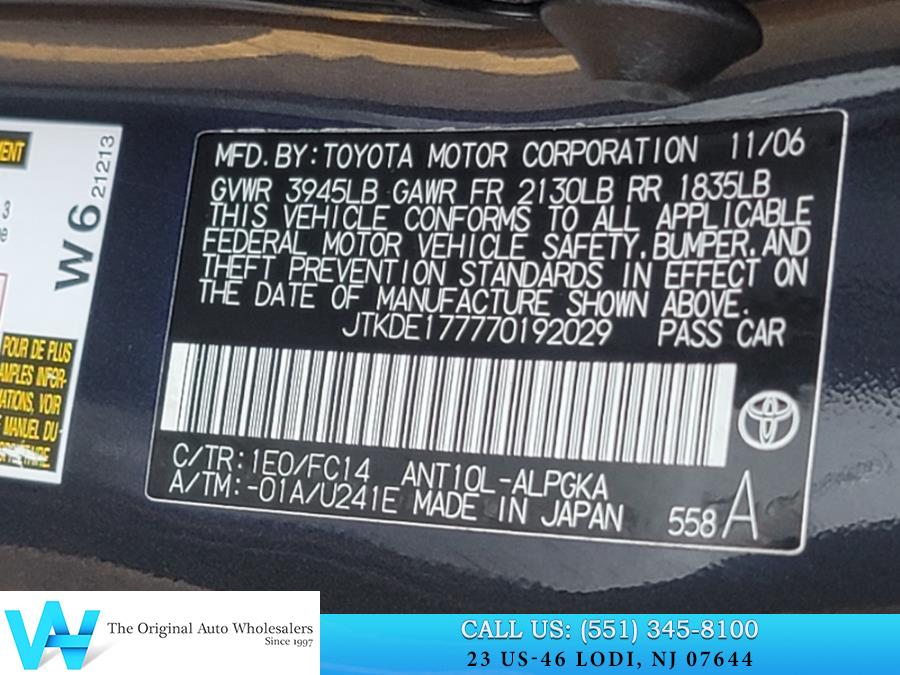 MENT
W6
21213
3
e
POUR DE PLUS
AMPLES INFOR-
MATIONS, VOIR
LE MANUEL DU
MFD. BY: TOYOTA MOTOR CORPORATION 11/06
GVWR 3945LB GAWR FR 2130LB RR 1835LB
THIS VEHICLE CONFORMS TO ALL APPLICABLE
FEDERAL MOTOR VEHICLE SAFETY, BUMPER, AND
THEFT PREVENTION STANDARDS IN EFFECT ON
THE DATE OF MANUFACTURE SHOWN ABOVE.
JTKDE177770192029 PASS CAR
C/TR: 1E0/FC14 ANT10L-ALPGKA
A/TM: -01A/U241E MADE IN JAPAN 558 A
The Original Auto Wholesalers
Since 1997
CALL US: (551) 345-8100
23 US-46 LODI, NJ 07644